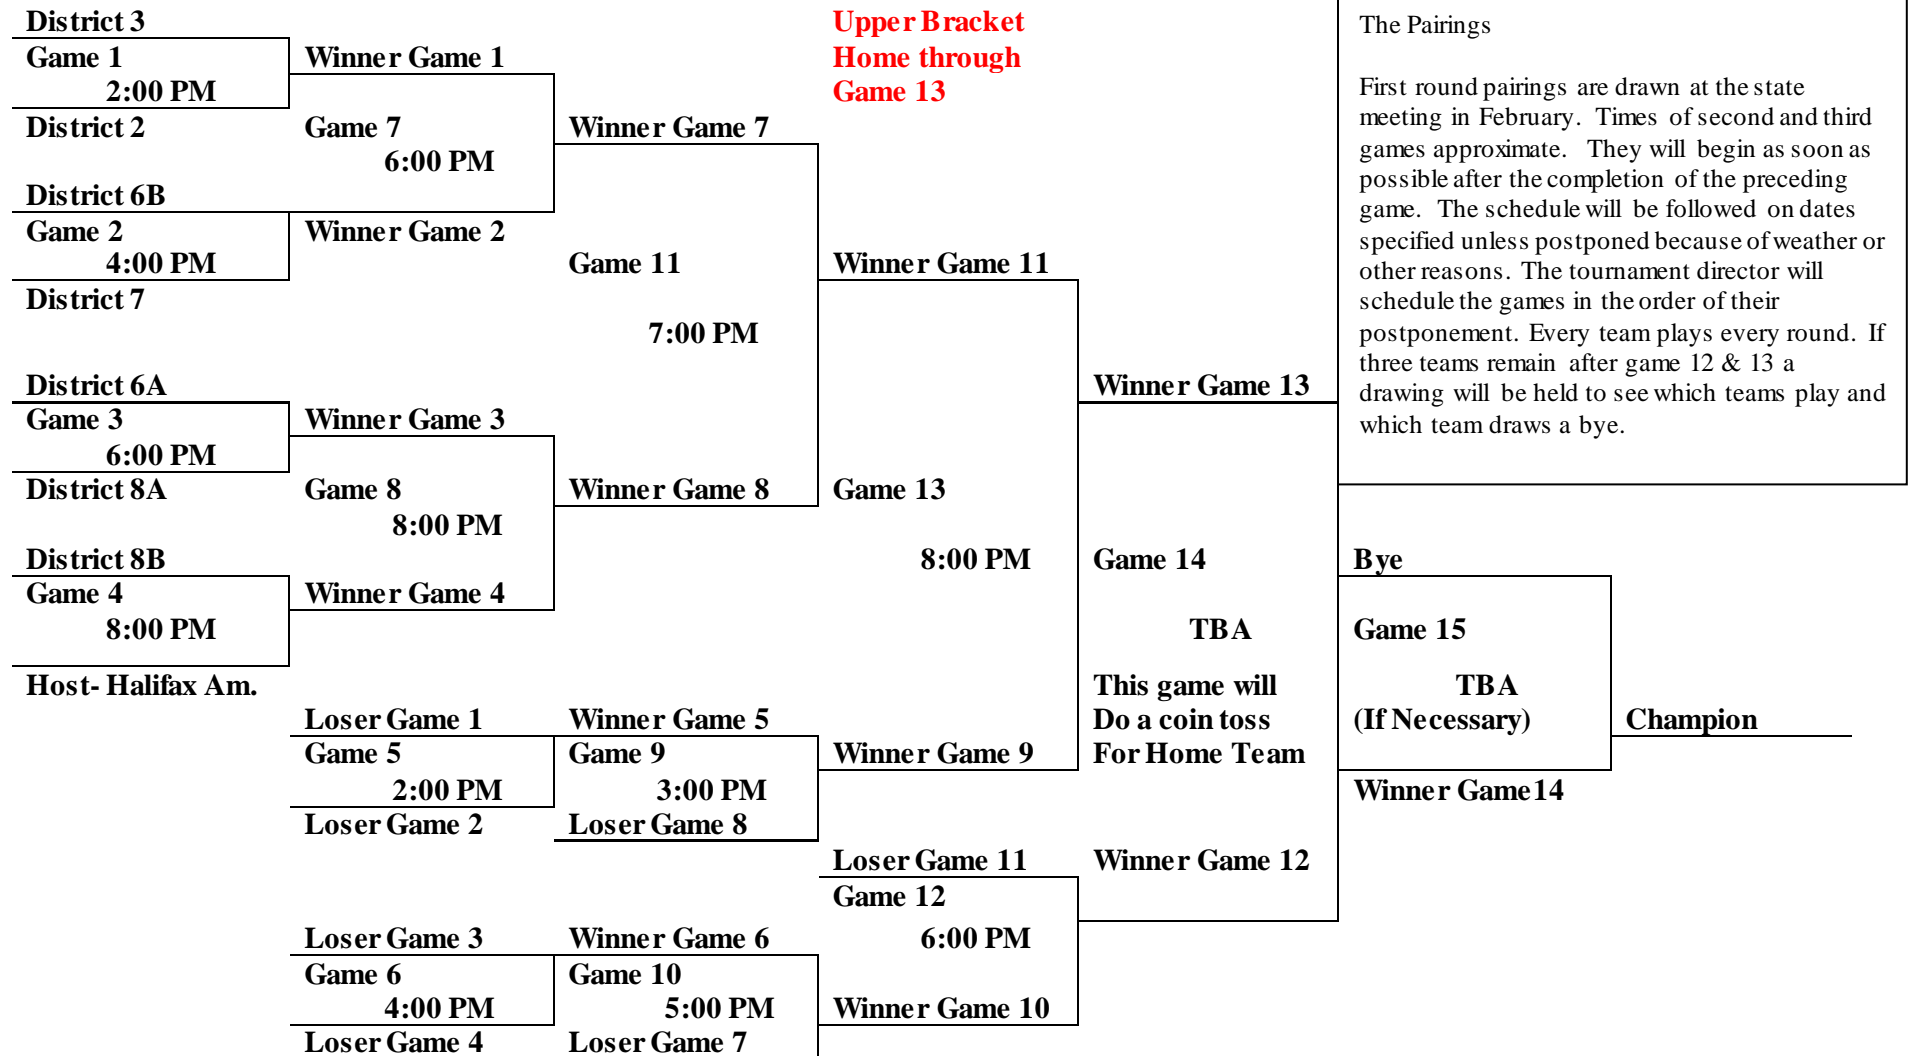 District 3
Game 1
2:00 PM
District 2
District 6B
Game 2
4:00 PM
District 7
District 6A
Game 3
6:00 PM
District 8A
District 8B
Game 4
8:00 PM
Host- Halifax Am.
Winner Game 1
Game 7
6:00 PM
Winner Game 2
Winner Game 3
Game 8
8:00 PM
Winner Game 4
Loser Game 1
Game 5
2:00 PM
Loser Game 2
Loser Game 3
Game 6
4:00 PM
Loser Game 4
Winner Game 7
Game 11
7:00 PM
Winner Game 8
Winner Game 5
Game 9
3:00 PM
Loser Game 8
Winner Game 6
Game 10
5:00 PM
Loser Game 7
Upper Bracket
Home through
Game 13
Winner Game 11
Game 13
8:00 PM
Winner Game 9
Loser Game 11
Game 12
6:00 PM
Winner Game 10
Winner Game 13
Game 14
TBA
This game will
Do a coin toss
For Home Team
Winner Game 12
The Pairings
First round pairings are drawn at the state
meeting in February. Times of second and third
games approximate. They will begin as soon as
possible after the completion of the preceding
game. The schedule will be followed on dates
specified unless postponed because of weather or
other reasons. The tournament director will
schedule the games in the order of their
postponement. Every team plays every round. If
three teams remain after game 12 & 13 a
drawing will be held to see which teams play and
which team draws a bye.
Bye
Game 15
TBA
(If Necessary)
Winner Game14
Champion